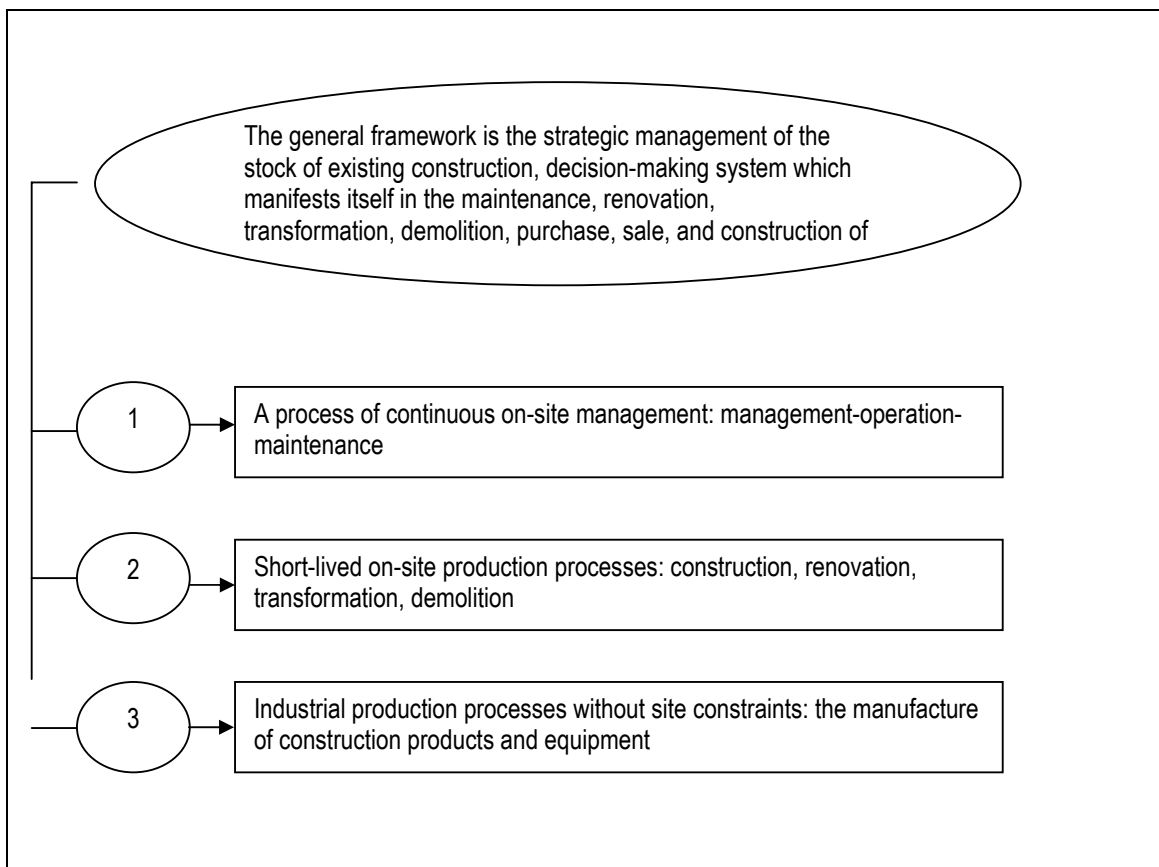 The general framework is the strategic management of the
stock of existing construction, decision-making system which
manifests itself in the maintenance, renovation,
transformation, demolition, purchase, sale, and construction of
1
A process of continuous on-site management: management-operation-
maintenance
2
Short-lived on-site production processes: construction, renovation,
transformation, demolition
3
Industrial production processes without site constraints: the manufacture
of construction products and equipment